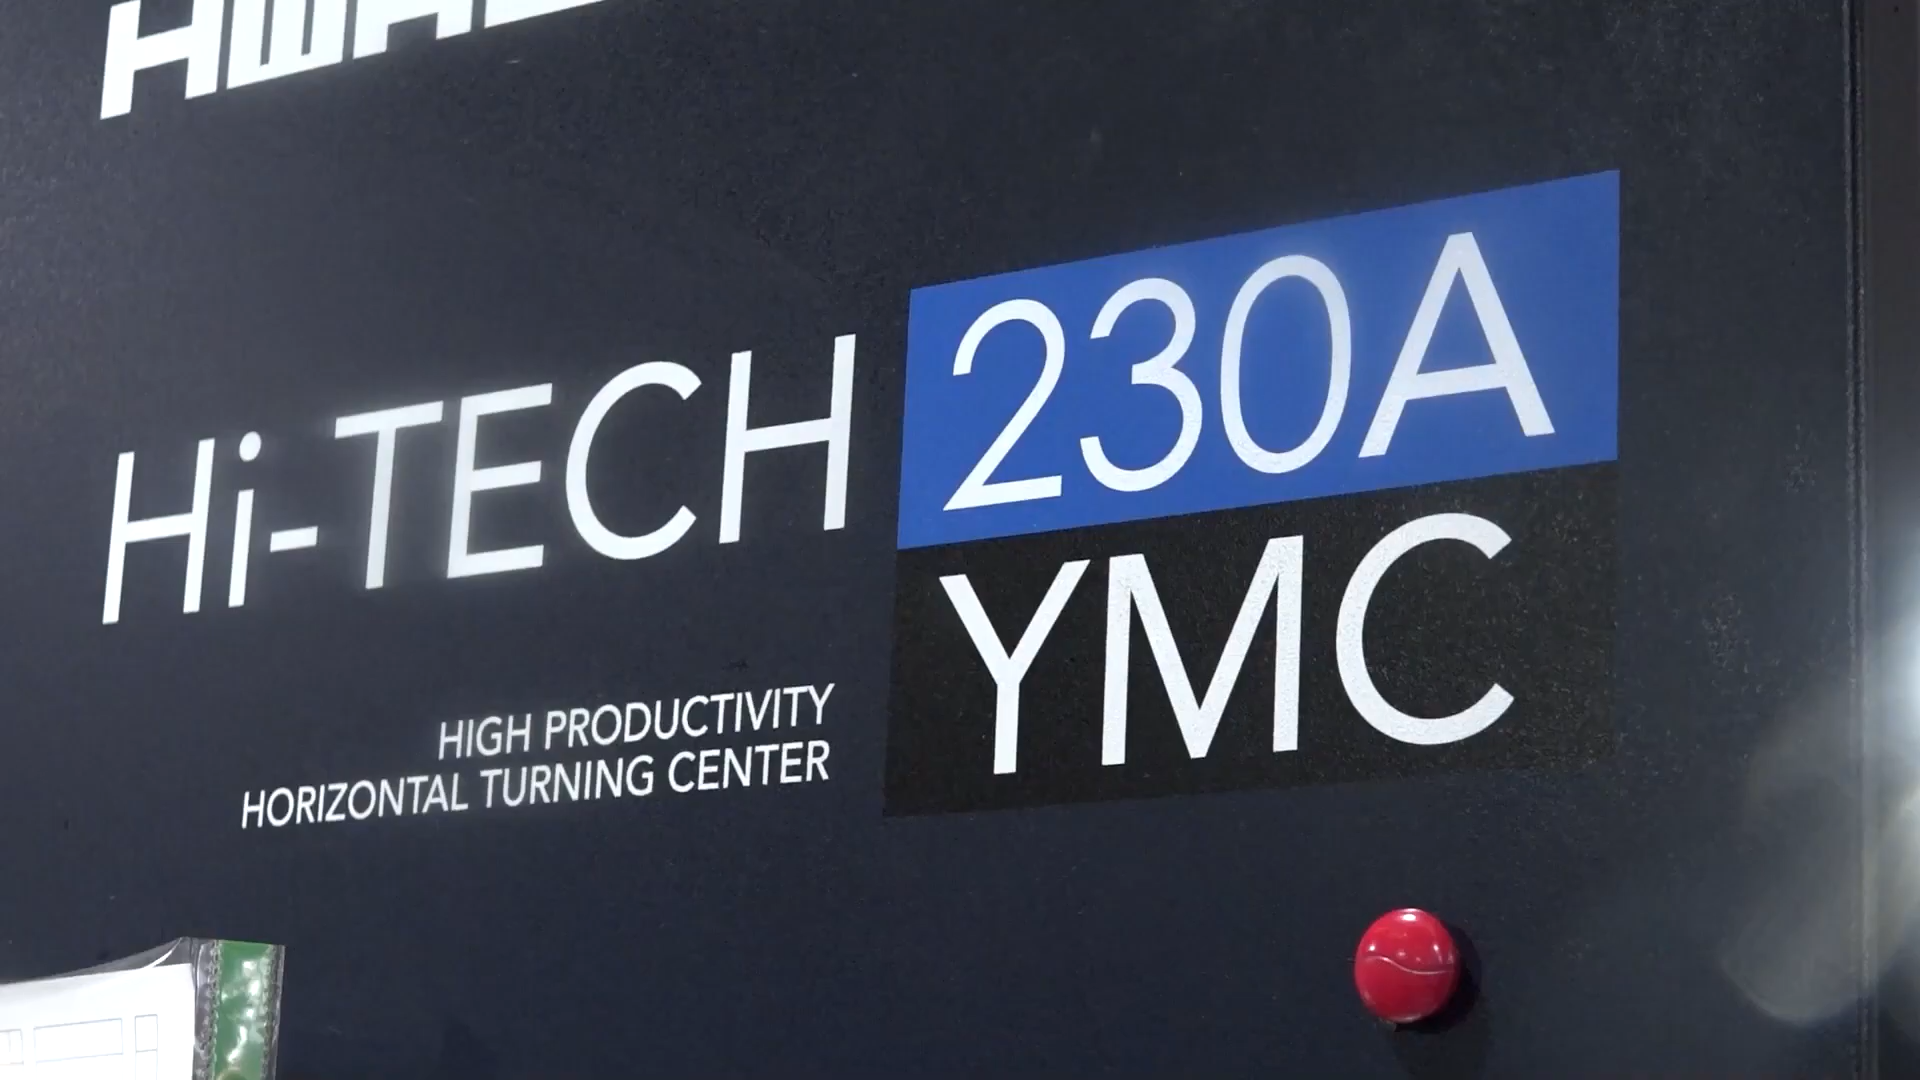 Hi-TECH 230A
YMC
HIGH PRODUCTIVITY
HORIZONTAL TURNING CENTER